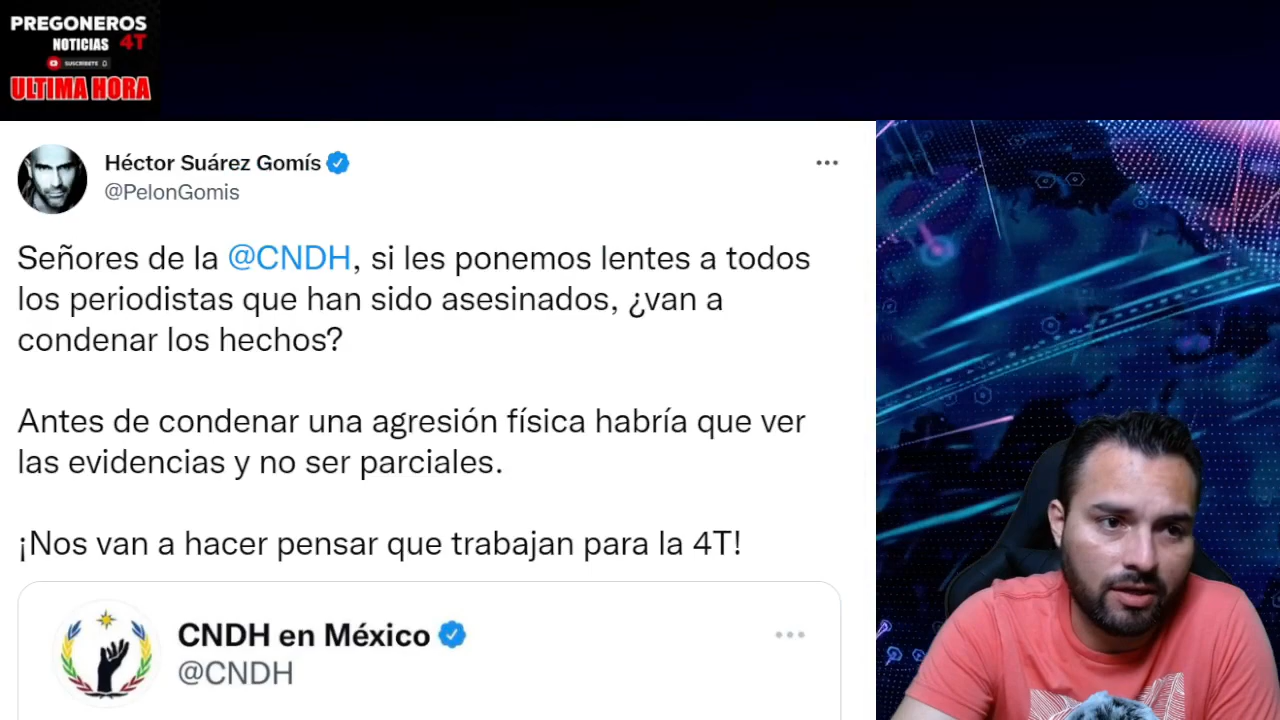 PREGONEROS
NOTICIAS 4T
SUSCRIBETE
ULTIMA HORA
Héctor Suárez Gomís
@PelonGomis
Señores de la @CNDH, si les ponemos lentes a todos
los periodistas que han sido asesinados, ¿van a
condenar los hechos?
Antes de condenar una agresión física habría que ver
las evidencias y no ser parciales.
¡Nos van a hacer pensar que trabajan para la 4T!
CNDH en México
@CNDH